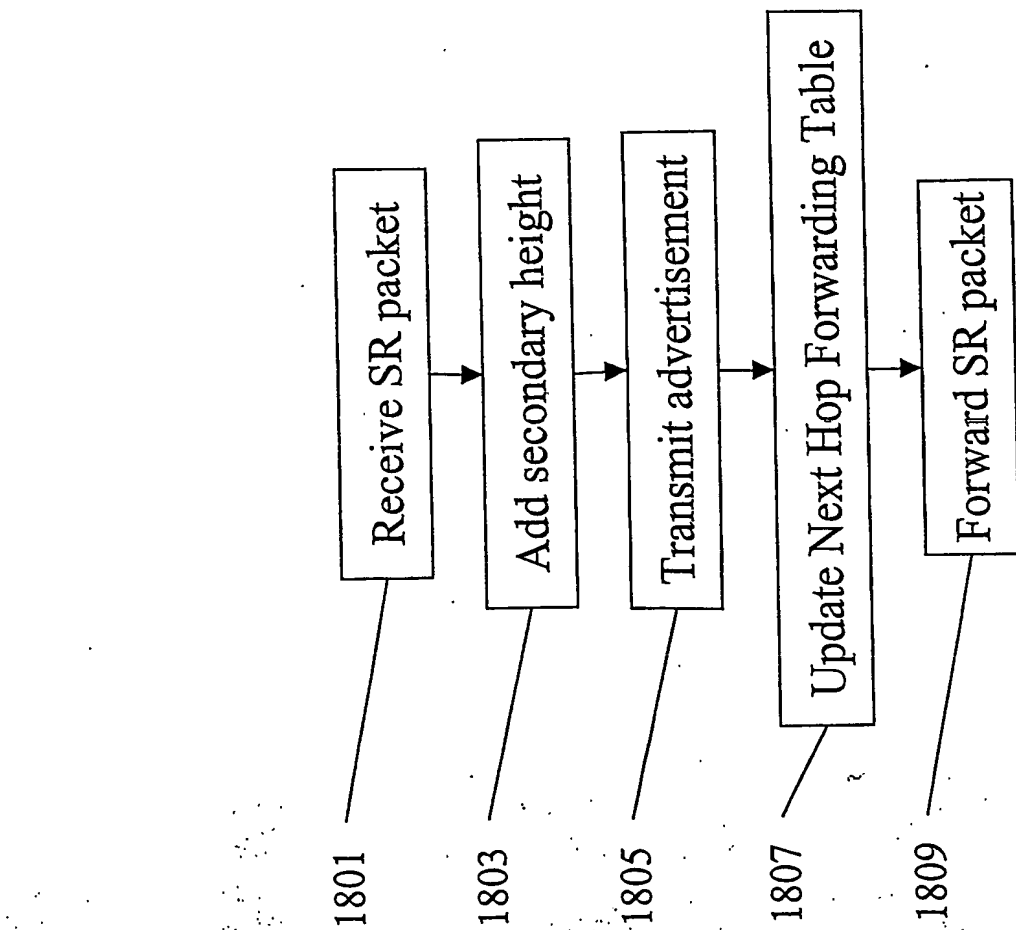 1801
Receive SR packet
1803
Add secondary height
1805
Transmit advertisement
1807
Update Next Hop Forwarding Table
1809
Forward SR packet